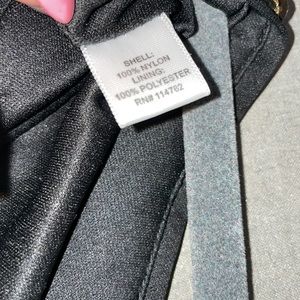 SHELL:
100% NYLON
LINING:
100% POLYESTER
RN# 114762